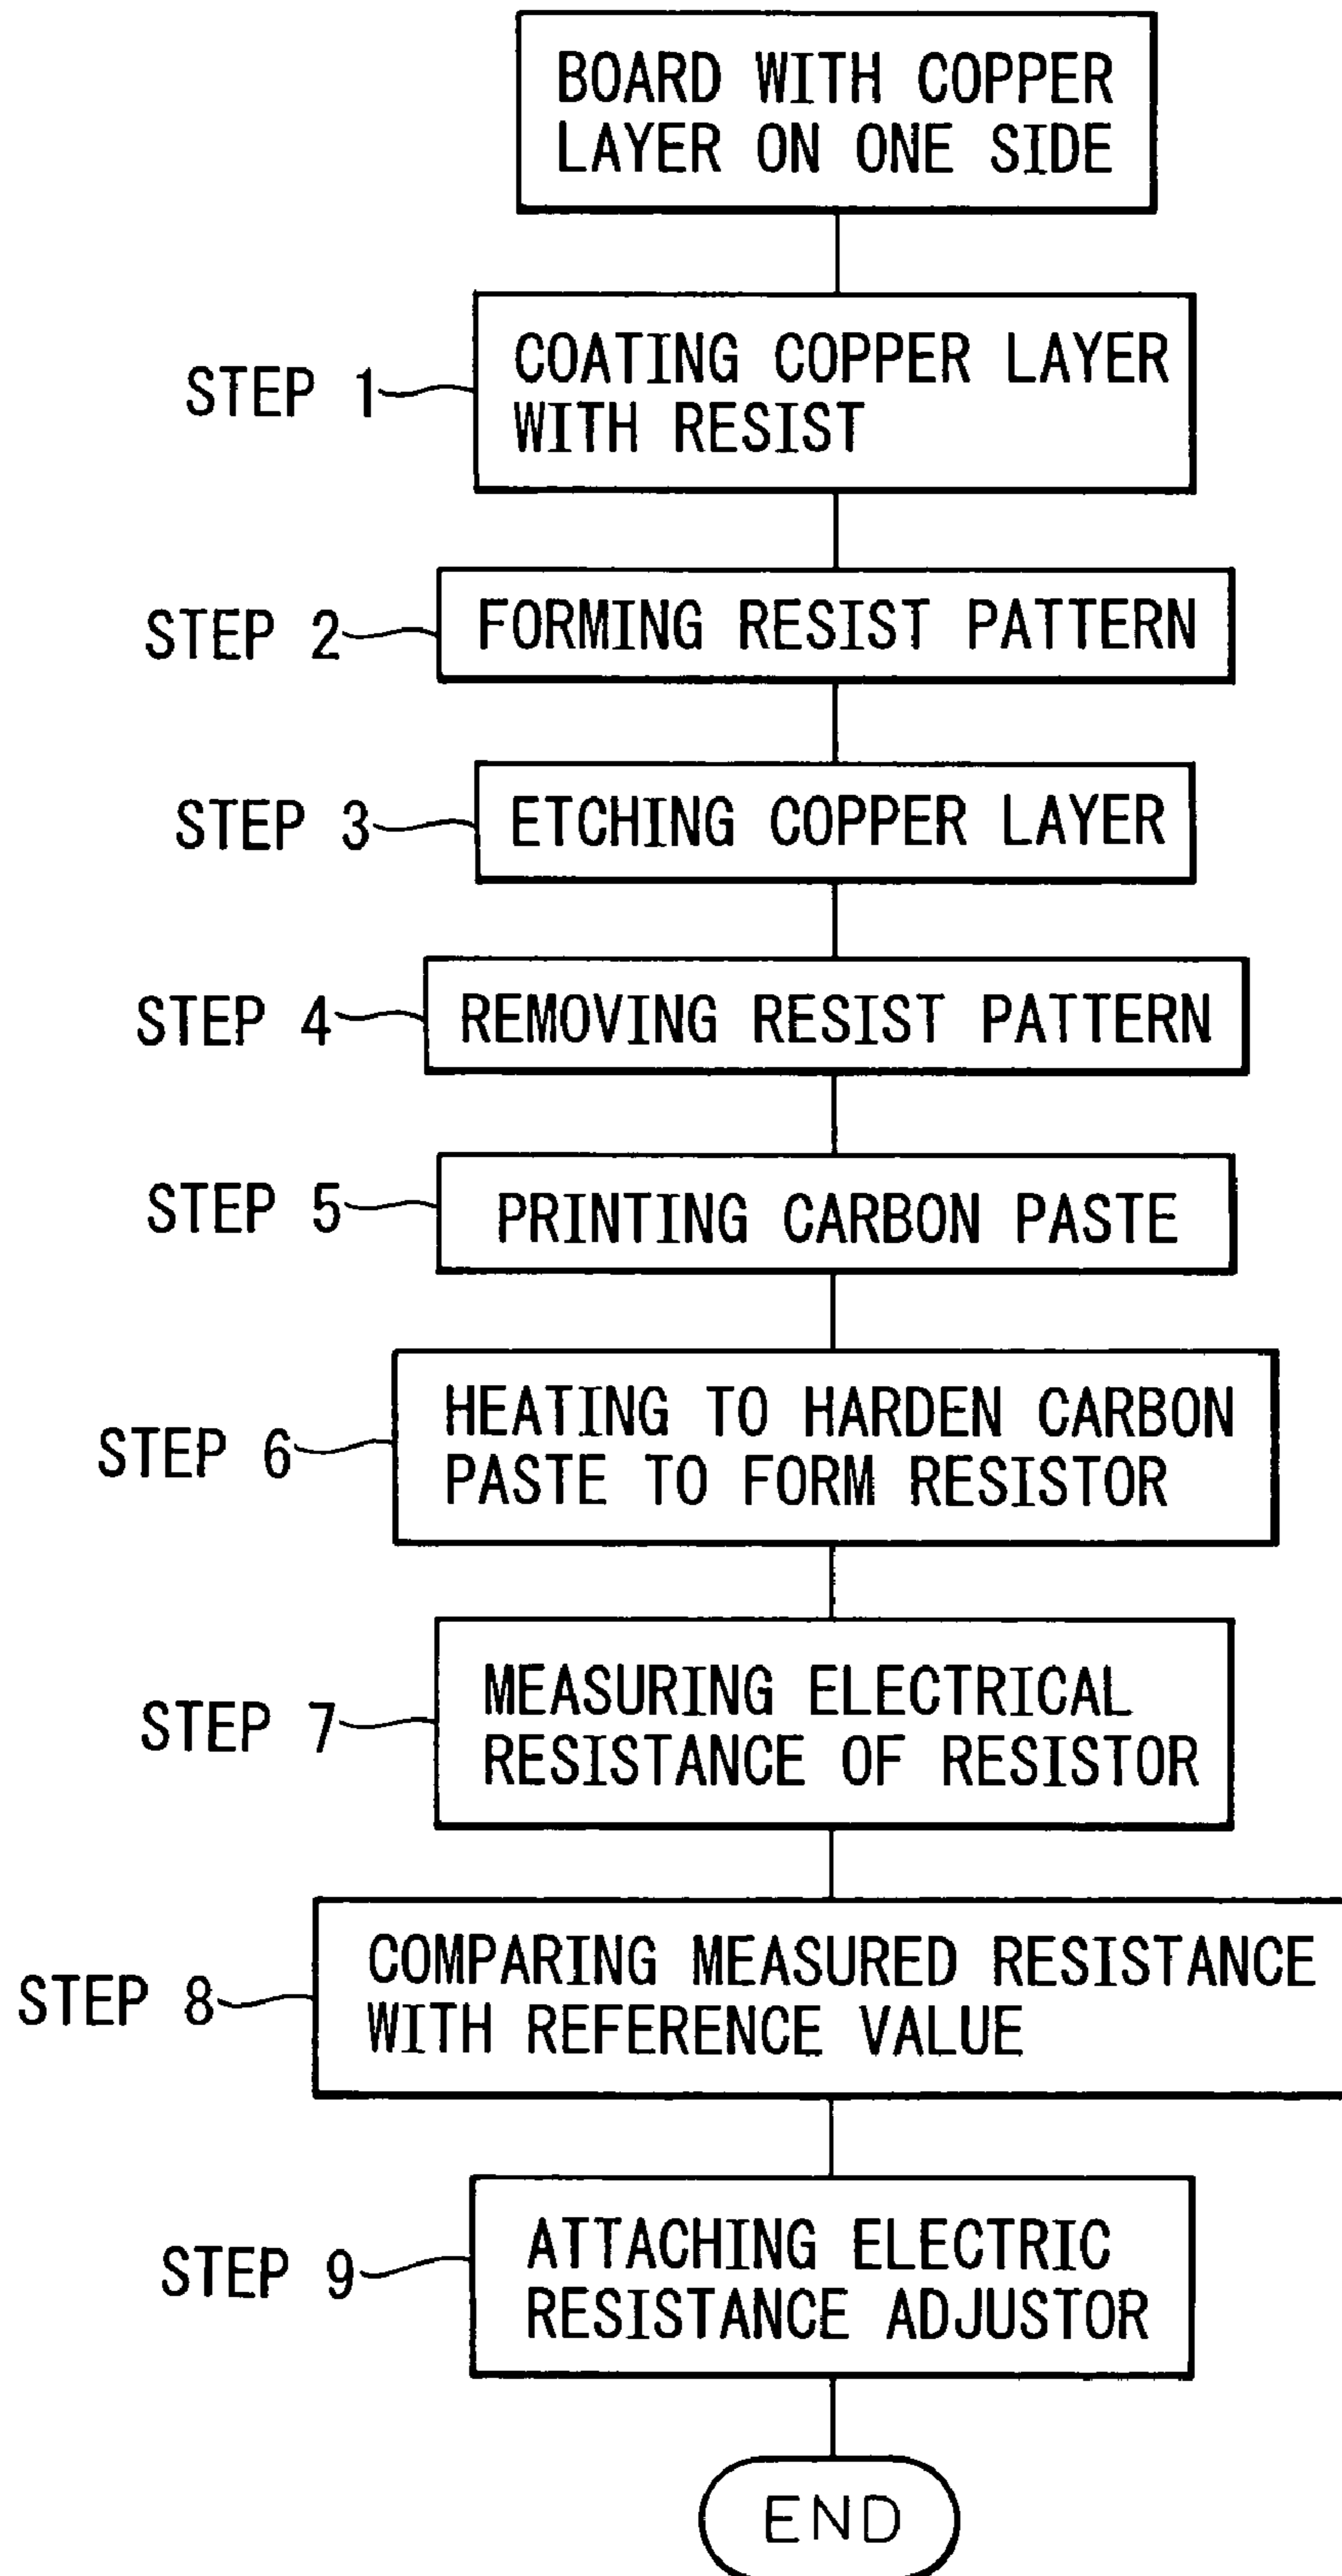 BOARD WITH COPPER
LAYER ON ONE SIDE
STEP 1
COATING COPPER LAYER
WITH RESIST
STEP 2
FORMING RESIST PATTERN
STEP 3
ETCHING COPPER LAYER
STEP 4
REMOVING RESIST PATTERN
STEP 5
PRINTING CARBON PASTE
STEP 6
HEATING TO HARDEN CARBON
PASTE TO FORM RESISTOR
STEP 7
MEASURING ELECTRICAL
RESISTANCE OF RESISTOR
STEP 8
COMPARING MEASURED RESISTANCE
WITH REFERENCE VALUE
STEP 9
ATTACHING ELECTRIC
RESISTANCE ADJUSTOR
END